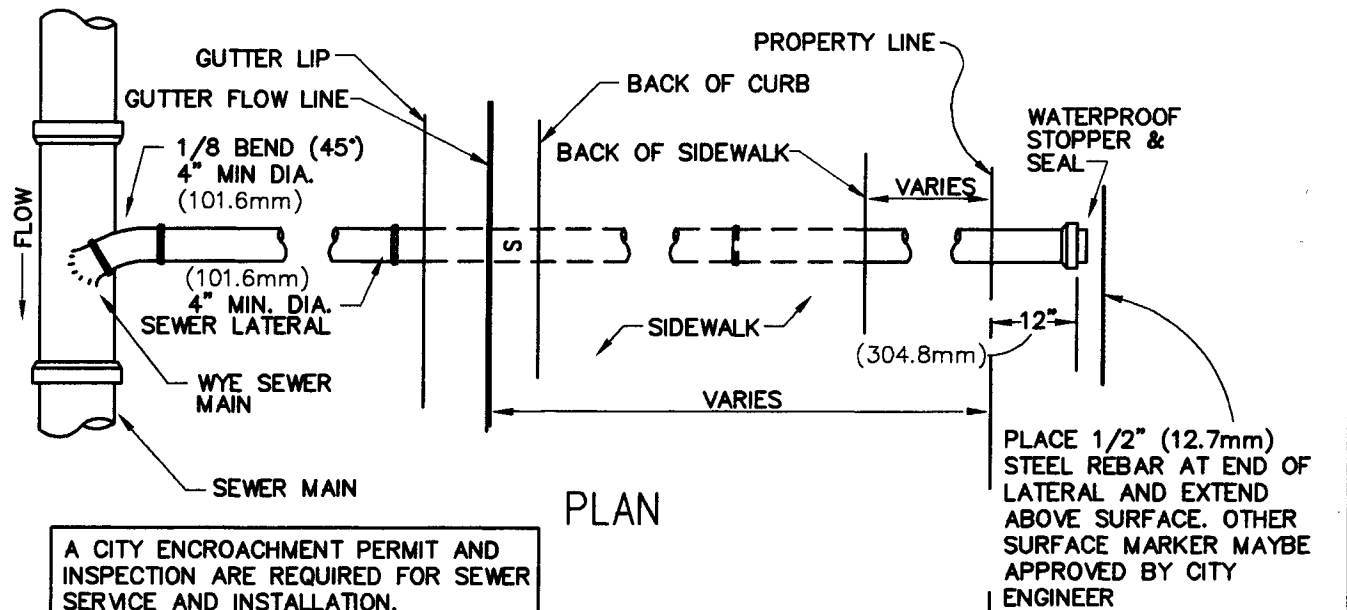 GUTTER LIP
GUTTER FLOW LINE
PROPERTY LINE
BACK OF CURB
WATERPROOF
STOPPER &
SEAL
1/8 BEND (45°)
4" MIN DIA.
(101.6mm)
BACK OF SIDEWALK
VARIES
FLOW
S
(101.6mm)
4" MIN. DIA.
SEWER LATERAL
SIDEWALK
12"
(304.8mm)
WYE SEWER
MAIN
VARIES
SEWER MAIN
PLAN
PLACE 1/2" (12.7mm)
STEEL REBAR AT END OF
LATERAL AND EXTEND
ABOVE SURFACE. OTHER
SURFACE MARKER MAYBE
APPROVED BY CITY
ENGINEER
A CITY ENCROACHMENT PERMIT AND
INSPECTION ARE REQUIRED FOR SEWER
SERVICE AND INSTALLATION.